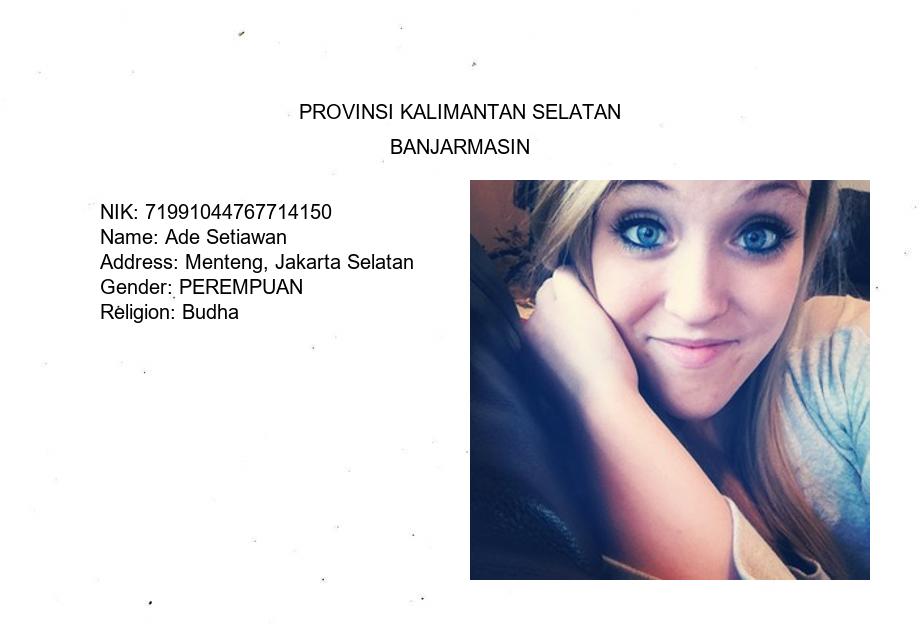 PROVINSI KALIMANTAN SELATAN
BANJARMASIN
NIK: 71991044767714150
Name: Ade Setiawan
Address: Menteng, Jakarta Selatan
Gender: PEREMPUAN
Religion: Budha